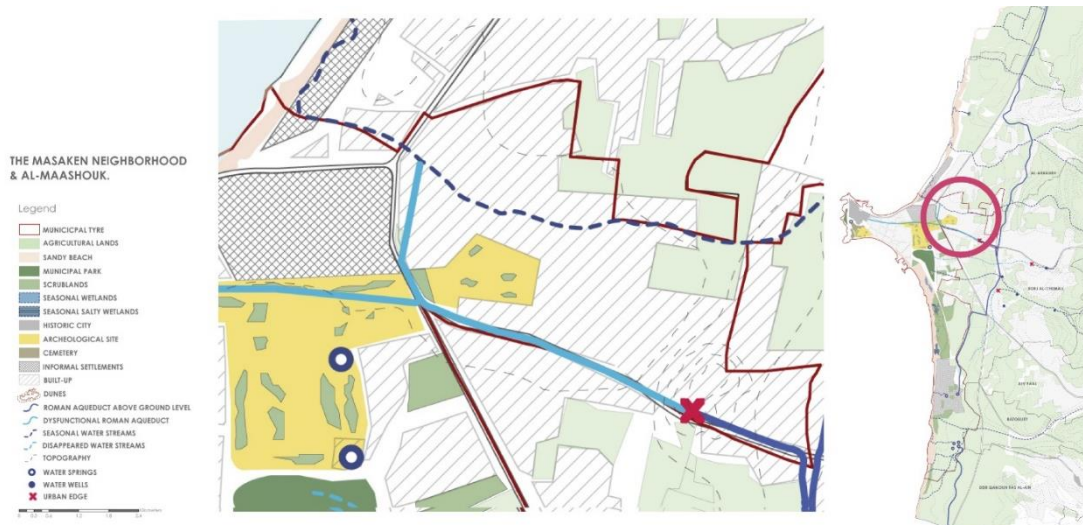 THE MASAKEN NEIGHBORHOOD
& AL-MAASHOUK.
Legend
MUNICIPAL TYRE
AGRICULTURAL LANDS
SANDY BEACH
MUNICIPAL PARK
SCRUBLANDS
SEASONAL WETLANDS
SEASONAL SALTY WETLANDS
HISTORIC CITY
ARCHEOLOGICAL SITE
CEMETERY
INFORMAL SETTLEMENTS
BUILT-UP
DUNES
ROMAN AQUEDUCT ABOVE GROUND LEVEL
DYSFUNCTIONAL ROMAN AQUEDUCT
SEASONAL WATER STREAMS
DISAPPEARED WATER STREAMS
TOPOGRAPHY
WATER SPRINGS
WATER WELLS
URBAN EDGE